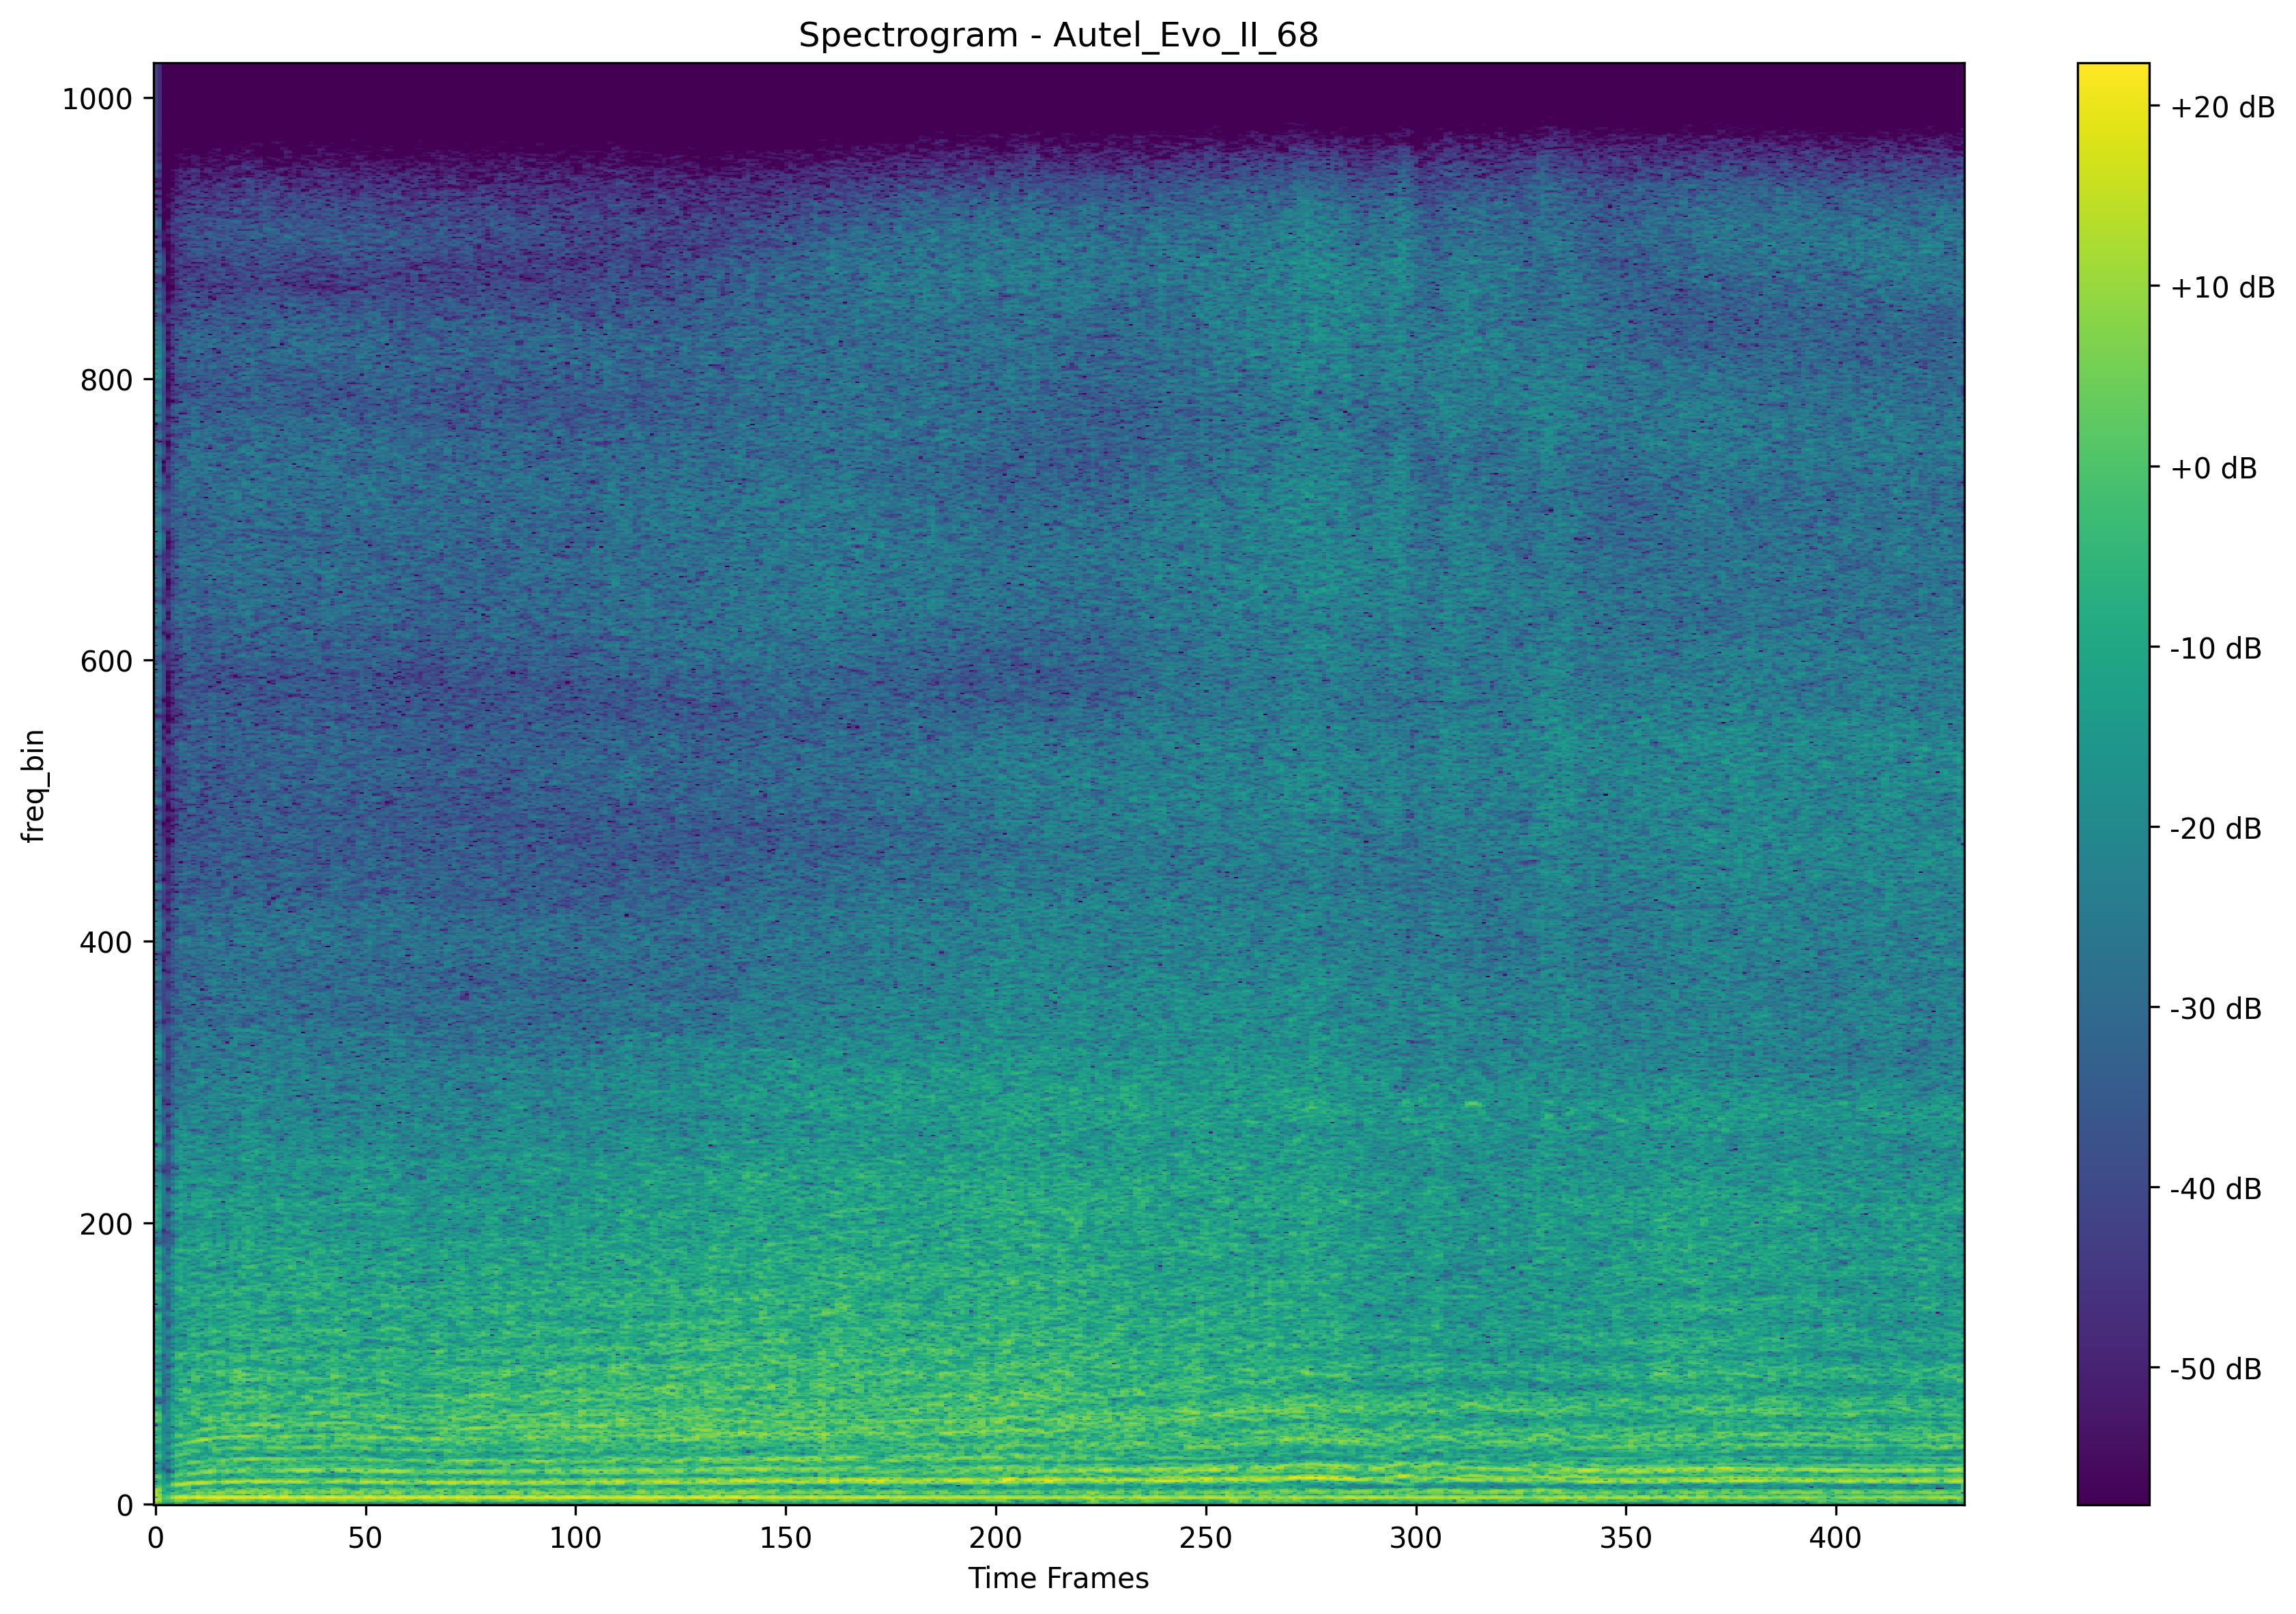 Spectrogram - Autel_Evo_II_68
1000
800
600
400
200
0
freq_bin
0 50 100 150 200 250 300 350 400
Time Frames
+20 dB
+10 dB
+0 dB
-10 dB
-20 dB
-30 dB
-40 dB
-50 dB